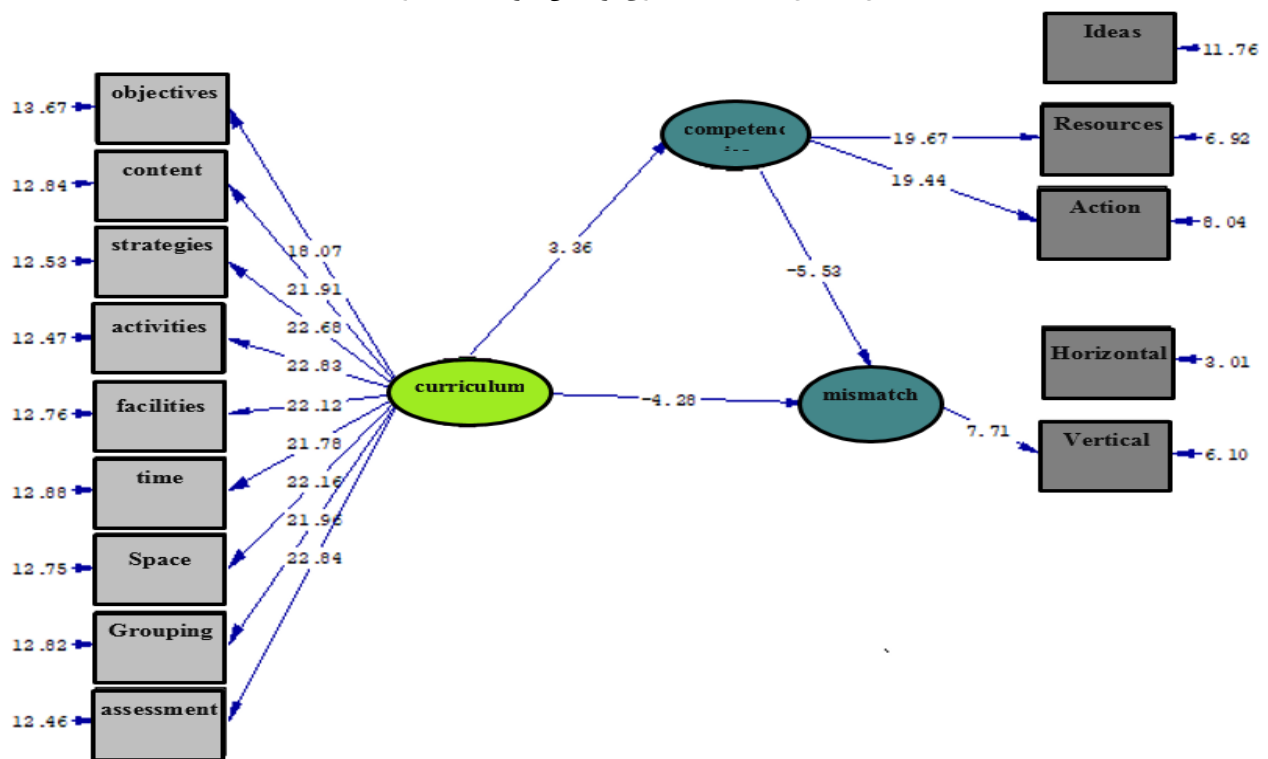 Ideas
11.76
objectives
13.67
competenc
Resources
19.67
6.92
content
12.84
19.44
Action
8.04
strategies
12.53
18.07
3.36
-5.53
21.91
activities
12.47
22.68
Horizontal
3.01
22.83
curriculum
mismatch
facilities
12.76
22.12
-4.28
7.71
Vertical
6.10
21.78
time
12.88
22.16
21.96
Space
12.75
22.84
Grouping
12.82
assessment
12.46